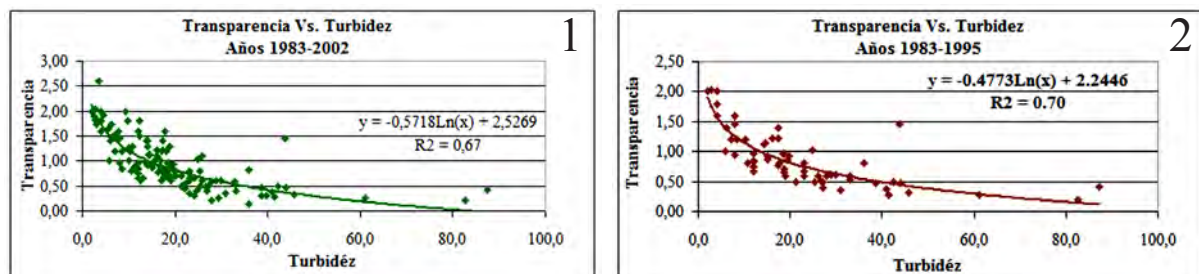 Transparencia Vs. Turbidez
Años 1983-2002
1
3,00
2,50
2,00
1,50
1,00
0,50
0,00
Transparencia
y = -0,5718Ln(x) + 2,5269
R2 = 0,67
0,0 20,0 40,0 60,0 80,0 100,0
Turbidéz
Transparencia Vs. Turbidez
Años 1983-1995
2
2,50
2,00
1,50
1,00
0,50
0,00
Transparencia
y = -0.4773Ln(x) + 2.2446
R2 = 0.70
0,0 20,0 40,0 60,0 80,0 100,0
Turbidéz